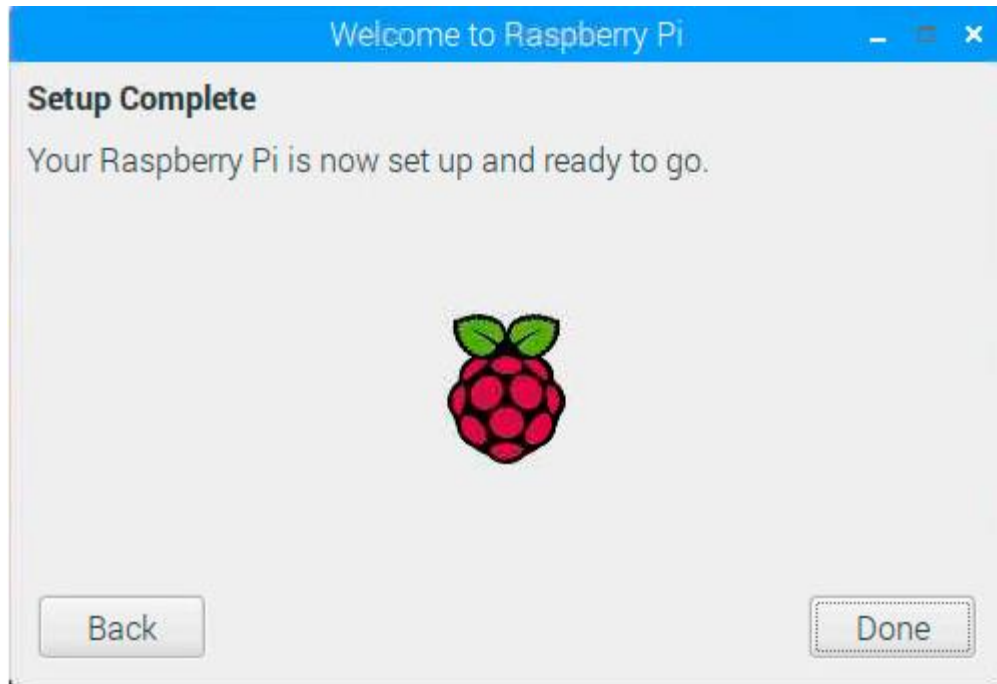 Welcome to Raspberry Pi
Setup Complete
Your Raspberry Pi is now set up and ready to go.
Back
Done